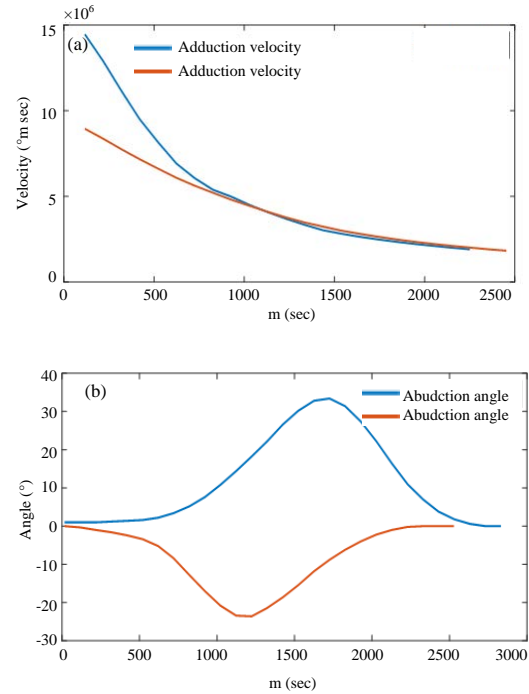 ×10⁶
15
10
5
0
(a)
Adduction velocity
Adduction velocity
Velocity (°m sec)
0 500 1000 1500 2000 2500
m (sec)
40
30
20
10
0
-10
-20
-30
(b)
Abudction angle
Abudction angle
Angle (°)
0 500 1000 1500 2000 2500 3000
m (sec)